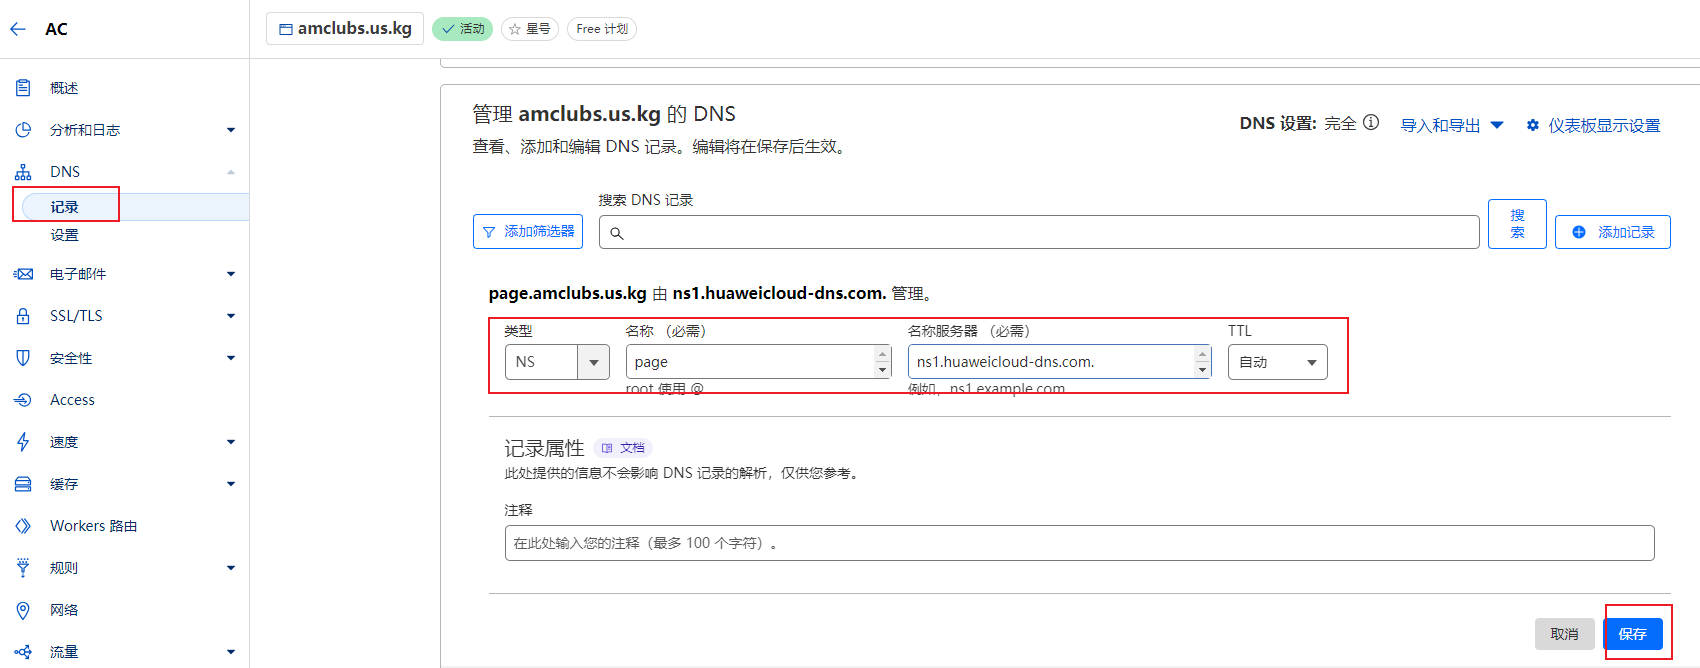 AC
amclubs.us.kg
活动
星号
Free 计划
概述
分析和日志
DNS
记录
设置
电子邮件
SSL/TLS
安全性
Access
速度
缓存
Workers 路由
规则
网络
流量
管理 amclubs.us.kg 的 DNS
查看、添加和编辑 DNS 记录。编辑将在保存后生效。
DNS 设置: 完全
导入和导出
仪表板显示设置
搜索 DNS 记录
添加筛选器
搜
索
添加记录
page.amclubs.us.kg 由 ns1.huaweicloud-dns.com. 管理。
类型
名称 （必需）
名称服务器 （必需）
TTL
NS
page
ns1.huaweicloud-dns.com.
自动
root 使用 @
例如，ns1.example.com
记录属性
文档
此处提供的信息不会影响 DNS 记录的解析，仅供您参考。
注释
在此处输入您的注释（最多 100 个字符）。
取消
保存